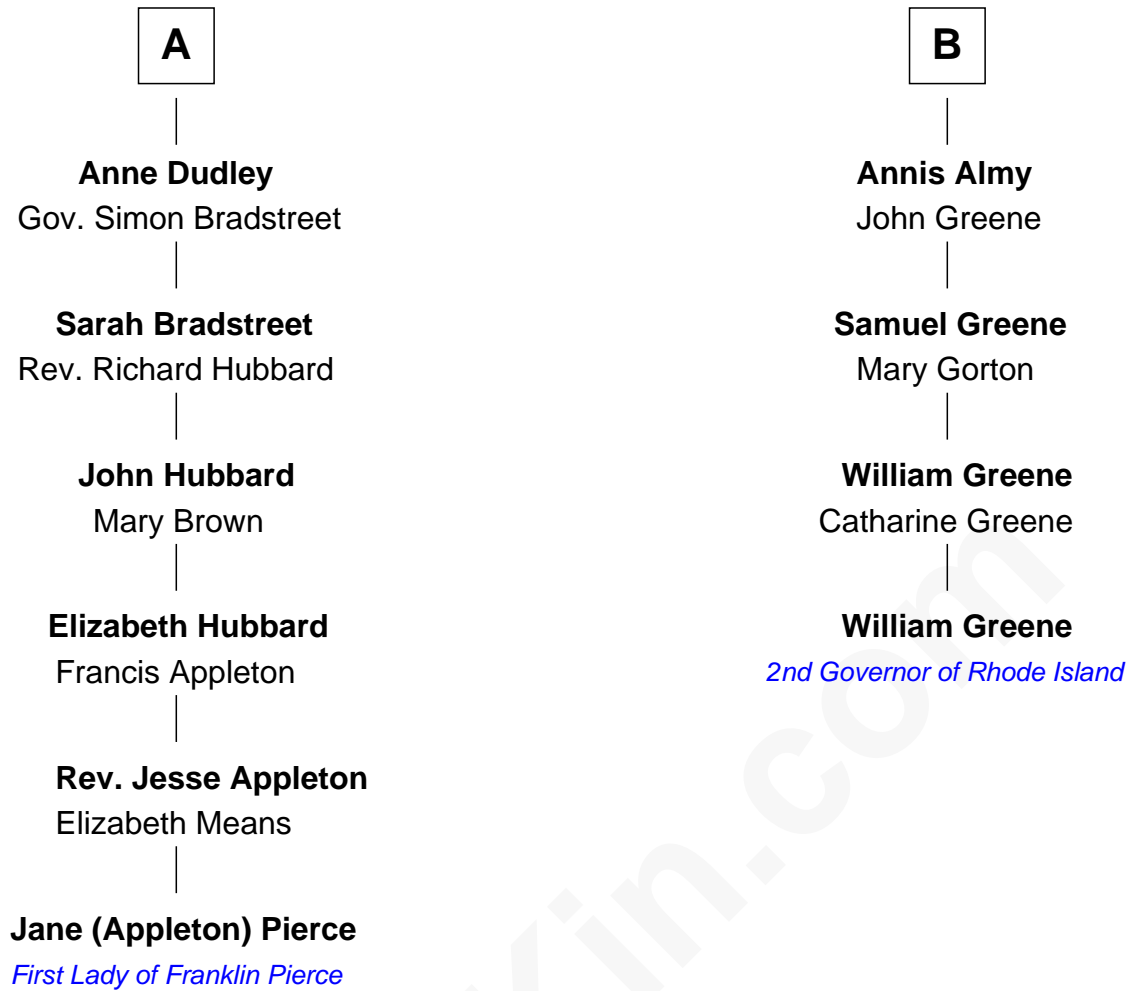 A
Anne Dudley
Gov. Simon Bradstreet
Sarah Bradstreet
Rev. Richard Hubbard
John Hubbard
Mary Brown
Elizabeth Hubbard
Francis Appleton
Rev. Jesse Appleton
Elizabeth Means
Jane (Appleton) Pierce
First Lady of Franklin Pierce
B
Annis Almy
John Greene
Samuel Greene
Mary Gorton
William Greene
Catharine Greene
William Greene
2nd Governor of Rhode Island
Kin.com